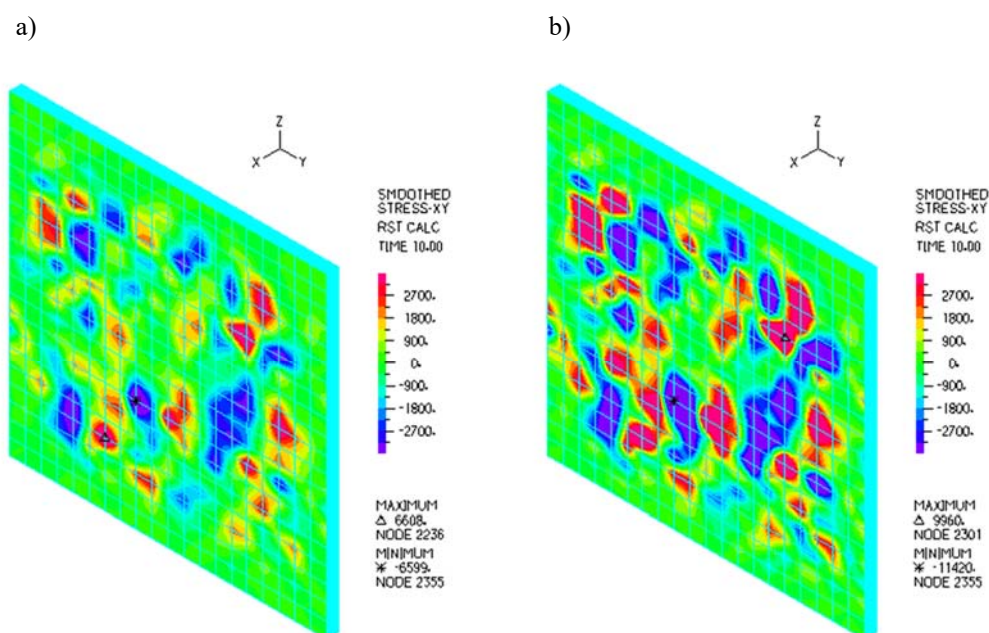 a)
b)
Z
X Y
SMOOTHED
STRESS-XY
RST CALC
TIME 10.00
2700.
1800.
900.
0.
-900.
-1800.
-2700.
MAXIMUM
Δ 6608.
NODE 2236
MINIMUM
* -6599.
NODE 2355
Z
X Y
SMOOTHED
STRESS-XY
RST CALC
TIME 10.00
2700.
1800.
900.
0.
-900.
-1800.
-2700.
MAXIMUM
Δ 9960.
NODE 2301
MINIMUM
* -11420.
NODE 2355